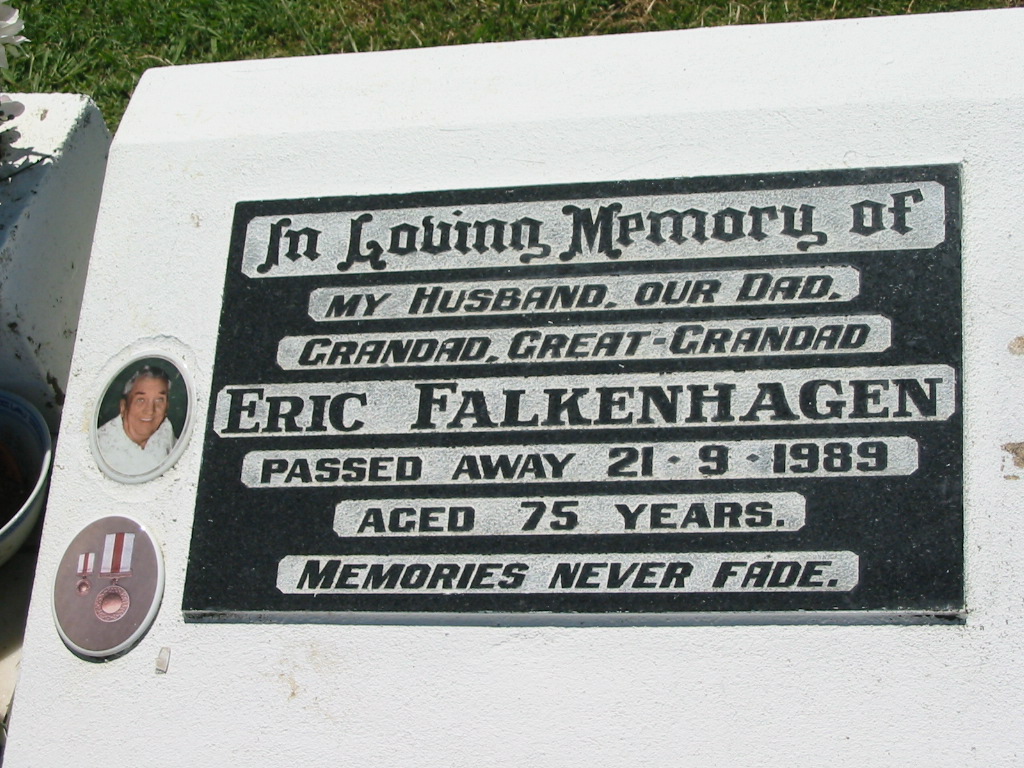 In Loving Memory of
MY HUSBAND, OUR DAD,
GRANDAD, GREAT-GRANDAD
ERIC FALKENHAGEN
PASSED AWAY 21·9·1989
AGED 75 YEARS.
MEMORIES NEVER FADE.